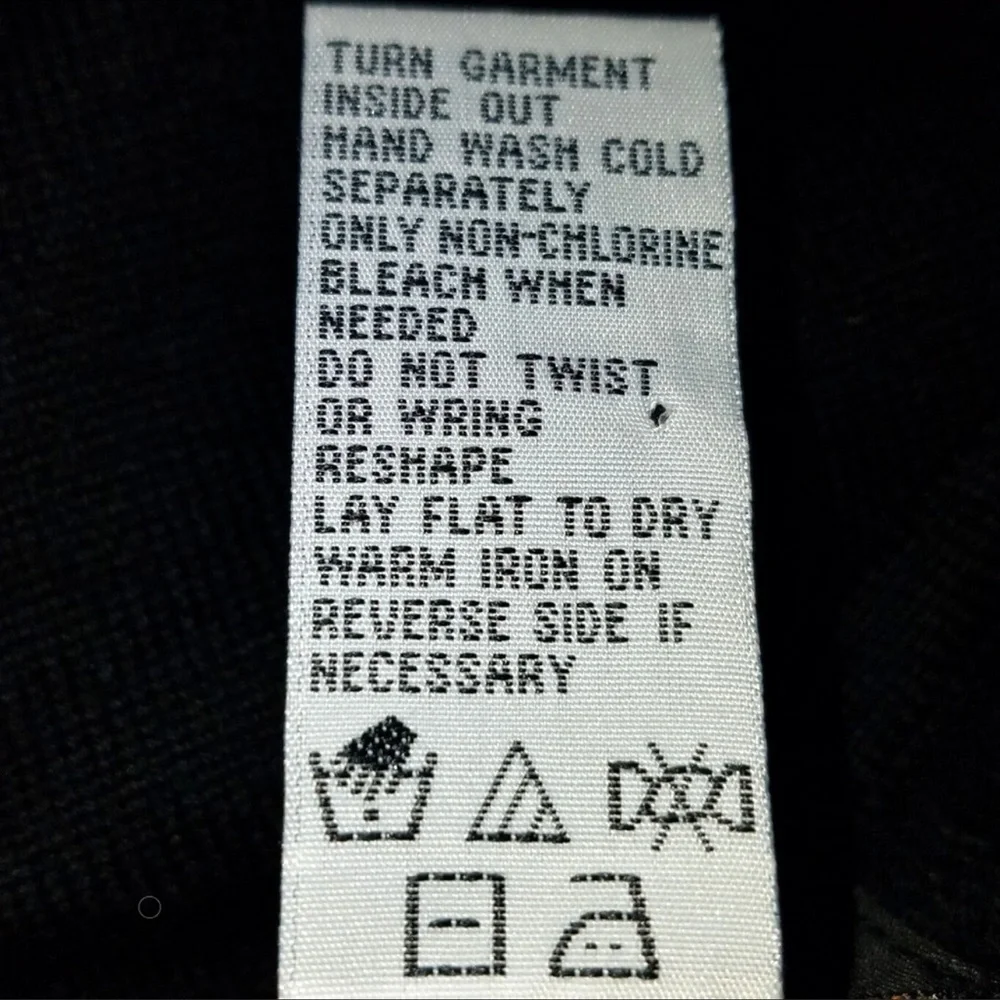 TURN GARMENT
INSIDE OUT
HAND WASH COLD
SEPARATELY
ONLY NON-CHLORINE
BLEACH WHEN
NEEDED
DO NOT TWIST
OR WRING
RESHAPE
LAY FLAT TO DRY
WARM IRON ON
REVERSE SIDE IF
NECESSARY